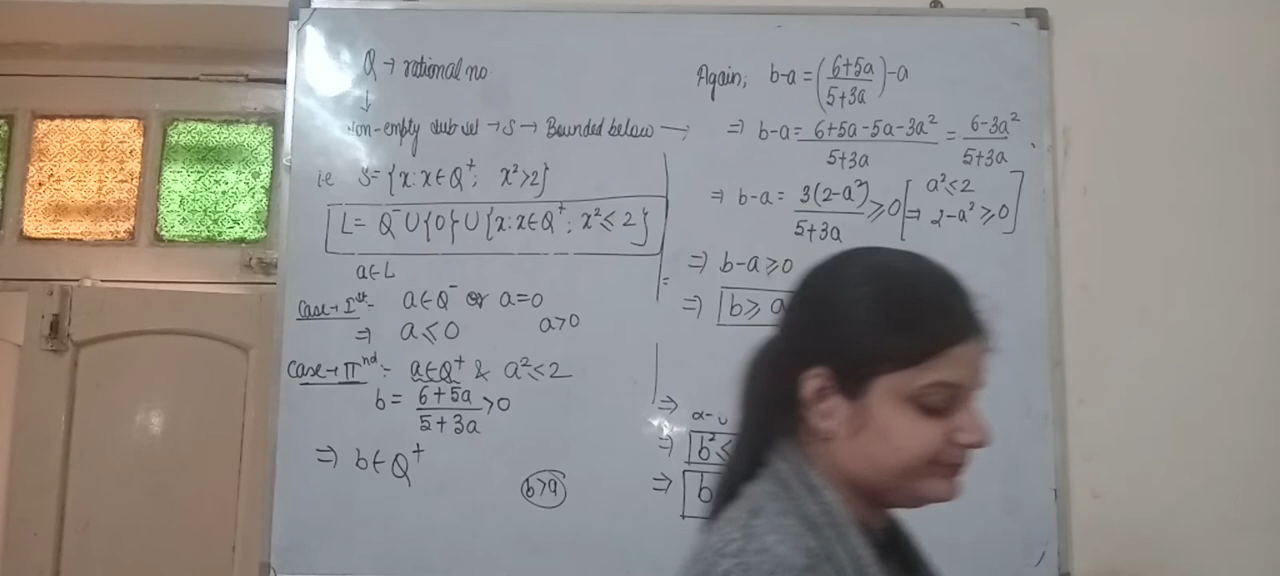 Q → rational no.
↓
Non-empty subset → S → Bounded below →
i.e S = {x : x ∈ Q⁺ ; x² > 2}
L = Q⁻ ∪ {0} ∪ {x : x ∈ Q⁺ ; x² ≤ 2}
a ∈ L
Case → Iˢᵗ :- a ∈ Q⁻ or a = 0
⇒ a ≤ 0 a > 0
Case → IIⁿᵈ :- a ∈ Q⁺ & a² ≤ 2
b = (6+5a)/(5+3a) > 0
⇒ b ∈ Q⁺
b > a
Again; b-a = ((6+5a)/(5+3a)) - a
⇒ b-a = (6+5a-5a-3a²)/(5+3a) = (6-3a²)/(5+3a)
⇒ b-a = 3(2-a²)/(5+3a) ≥ 0 [a² ≤ 2
⇒ 2-a² ≥ 0]
⇒ b-a ≥ 0
⇒ b ≥ a
⇒
⇒ b² ≤
⇒ b